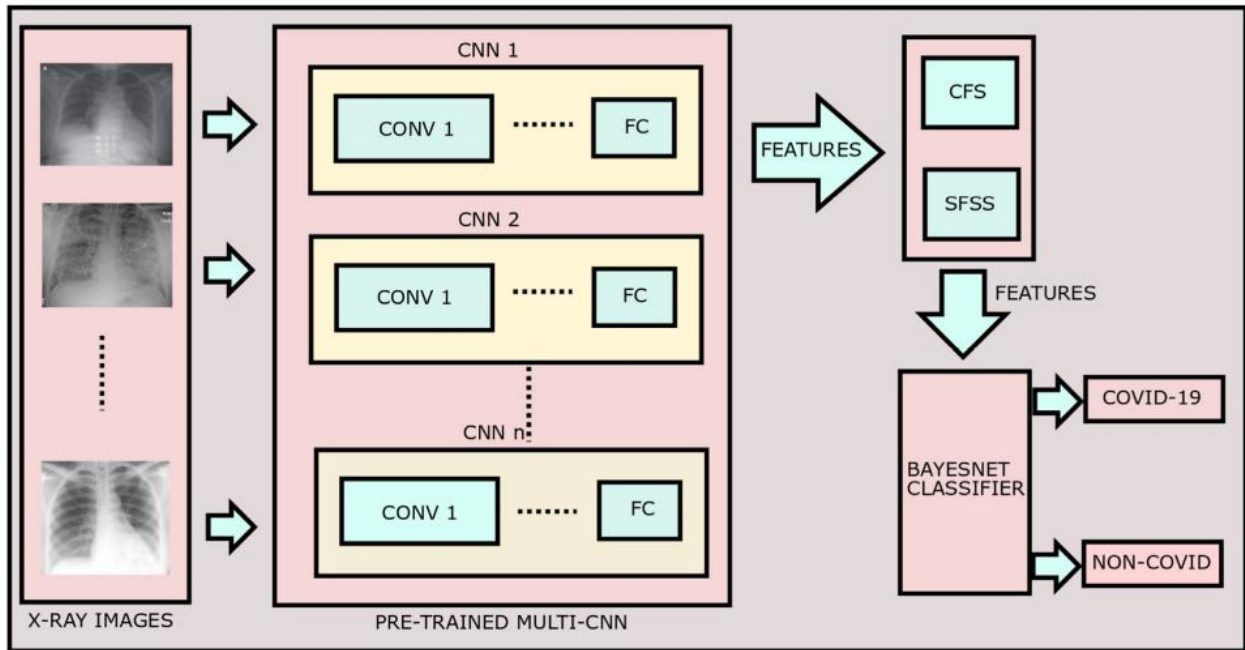 CNN 1
CONV 1
FC
CNN 2
CONV 1
FC
CNN n
CONV 1
FC
X-RAY IMAGES
PRE-TRAINED MULTI-CNN
FEATURES
CFS
SFSS
FEATURES
BAYESNET
CLASSIFIER
COVID-19
NON-COVID